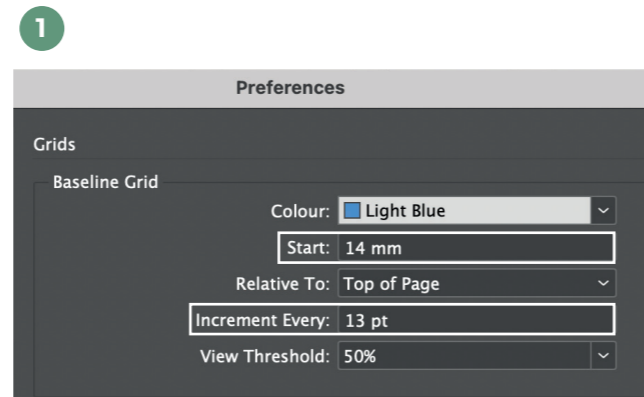 1
Preferences
Grids
Baseline Grid
Colour: Light Blue
Start: 14 mm
Relative To: Top of Page
Increment Every: 13 pt
View Threshold: 50%